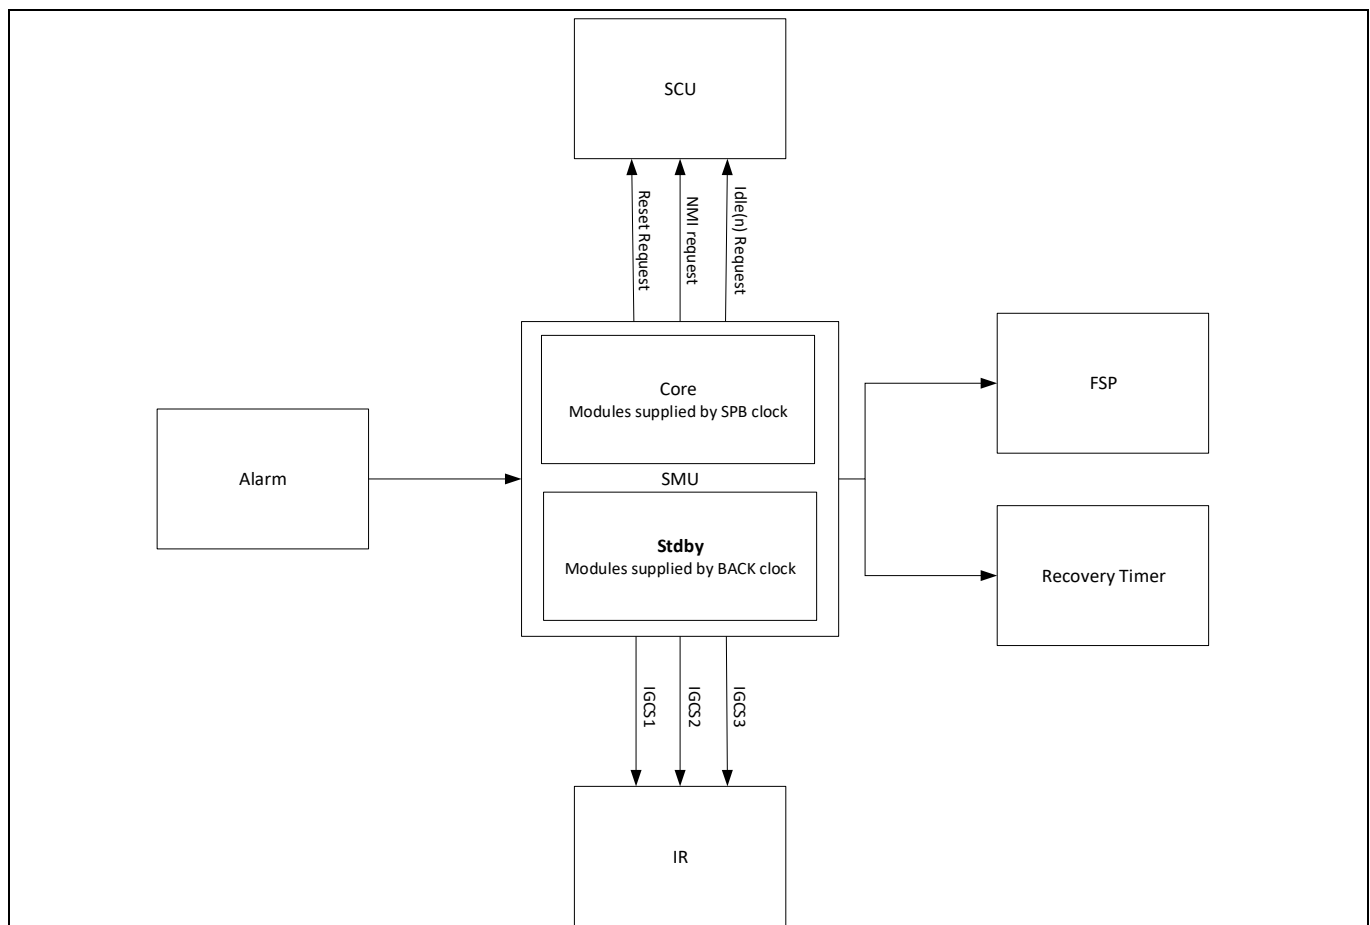 SCU
Reset Request
NMI request
Idle(n) Request
Core
Modules supplied by SPB clock
FSP
Alarm
SMU
Stdby
Modules supplied by BACK clock
Recovery Timer
IGCS1
IGCS2
IGCS3
IR